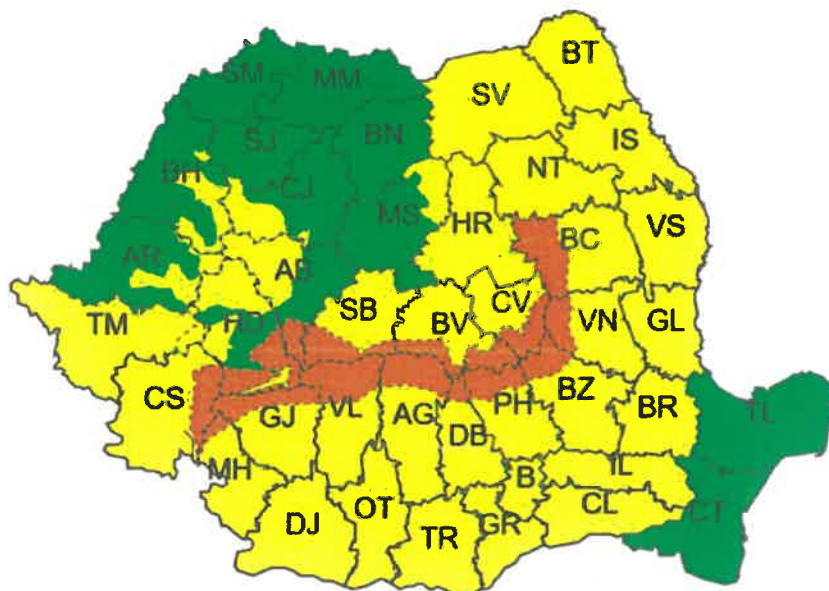 BT
SM
MM
SV
SJ
BN
IS
BH
NT
CJ
MS
HR
VS
BC
AR
AB
SB
CV
TM
HD
BV
VN
GL
CS
GJ
VL
AG
PH
BZ
BR
TL
DB
MH
B
IL
CL
CT
DJ
OT
TR
GR